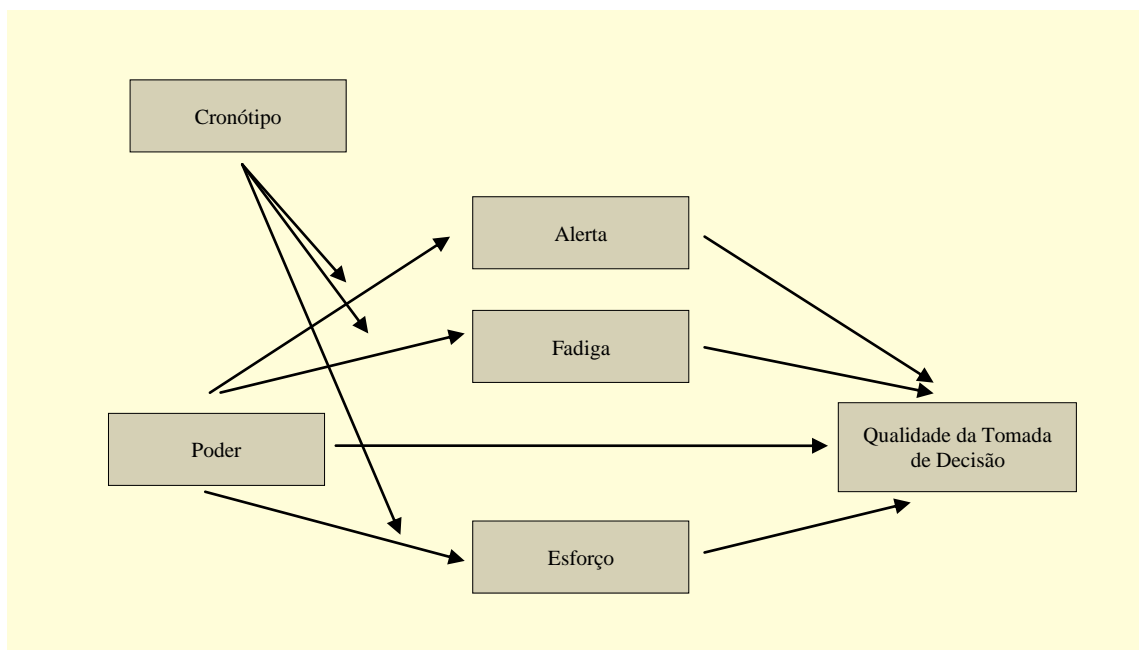 Cronótipo
Alerta
Fadiga
Poder
Qualidade da Tomada
de Decisão
Esforço